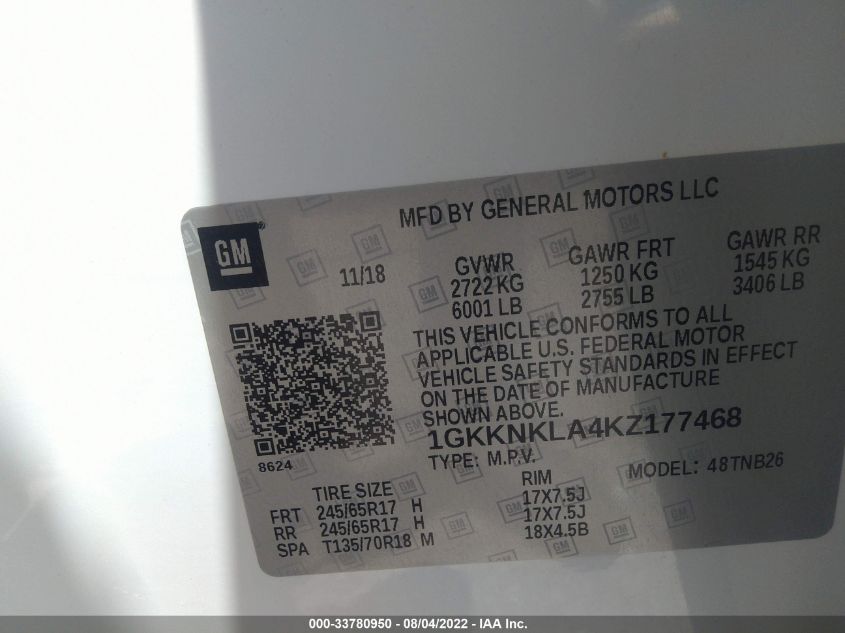 MFD BY GENERAL MOTORS LLC
GM ®
11/18
GVWR GAWR FRT GAWR RR
2722 KG 1250 KG 1545 KG
6001 LB 2755 LB 3406 LB
THIS VEHICLE CONFORMS TO ALL
APPLICABLE U.S. FEDERAL MOTOR
VEHICLE SAFETY STANDARDS IN EFFECT
ON THE DATE OF MANUFACTURE
SHOWN ABOVE.
1GKKNKLA4KZ177468
8624
TYPE: M.P.V. MODEL: 48TNB26
TIRE SIZE RIM
FRT 245/65R17 H 17X7.5J
RR 245/65R17 H 17X7.5J
SPA T135/70R18 M 18X4.5B
000-33780950 - 08/04/2022 - IAA Inc.